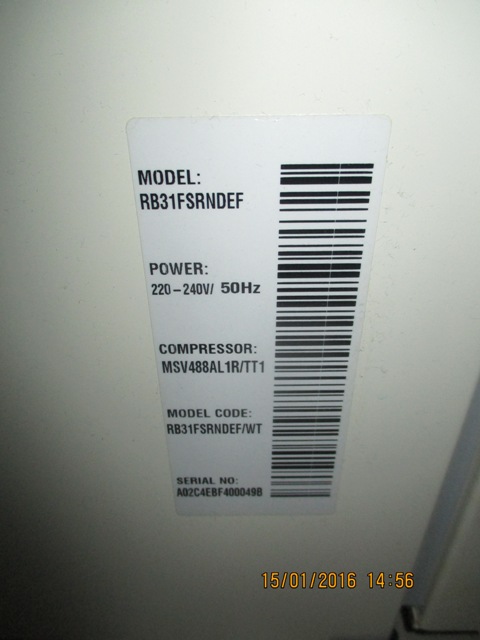 MODEL:
RB31FSRNDEF
POWER:
220-240V/ 50Hz
COMPRESSOR:
MSV488AL1R/TT1
MODEL CODE:
RB31FSRNDEF/WT
SERIAL NO:
A02C4EBF400049B
15/01/2016 14:56